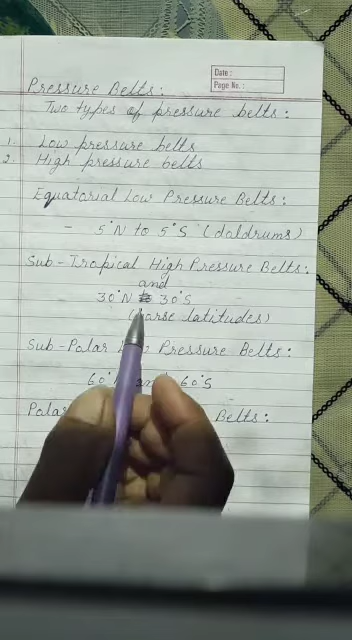 Date :
Page No. :
Pressure Belts:
Two types of pressure belts:
1. Low pressure belts
2. High pressure belts
Equatorial Low Pressure Belts:
- 5°N to 5°S (doldrums)
Sub-Tropical High Pressure Belts:
and
30°N 30°S
latitudes)
Sub-Polar Pressure Belts:
60° 60°S
Belts: